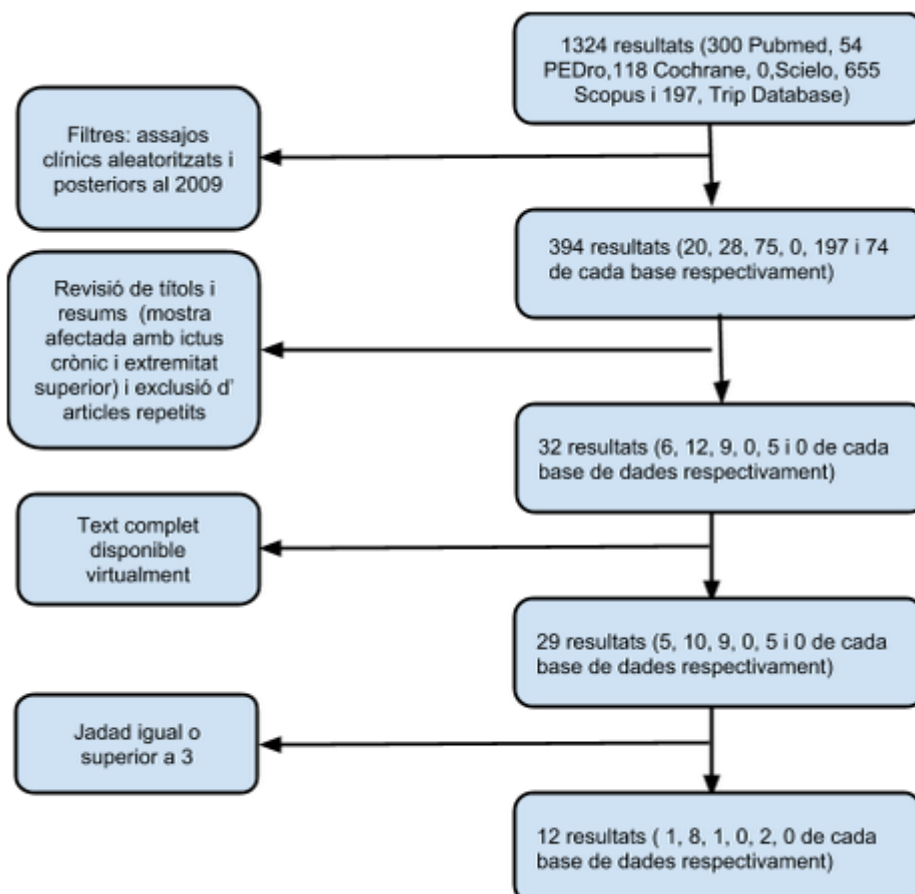 1324 resultats (300 Pubmed, 54
PEDro,118 Cochrane, 0,Scielo, 655
Scopus i 197, Trip Database)
Filtres: assajos
clínics aleatoritzats i
posteriors al 2009
394 resultats (20, 28, 75, 0, 197 i 74
de cada base respectivament)
Revisió de títols i
resums (mostra
afectada amb ictus
crònic i extremitat
superior) i exclusió d'
articles repetits
32 resultats (6, 12, 9, 0, 5 i 0 de cada
base de dades respectivament)
Text complet
disponible
virtualment
29 resultats (5, 10, 9, 0, 5 i 0 de cada
base de dades respectivament)
Jadad igual o
superior a 3
12 resultats ( 1, 8, 1, 0, 2, 0 de cada
base de dades respectivament)